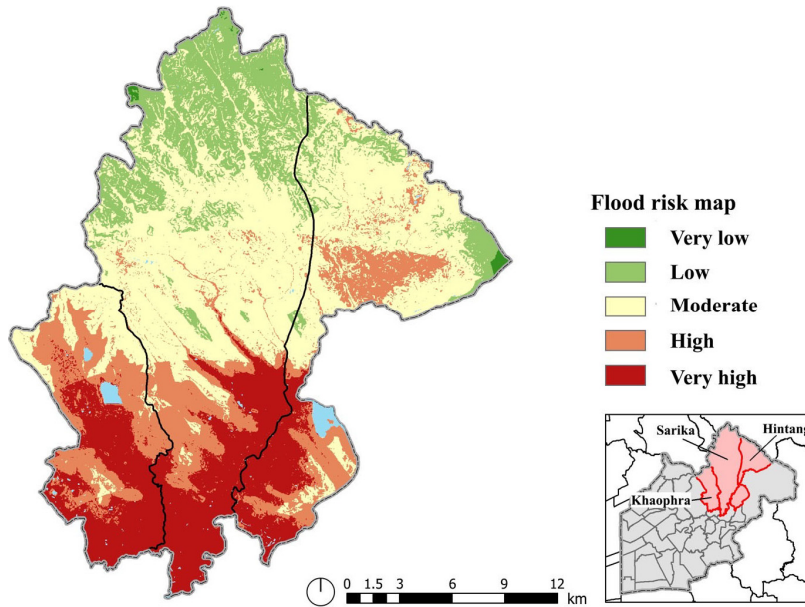 Flood risk map
Very low
Low
Moderate
High
Very high
Sarika
Hintang
Khaophra
0 1.5 3 6 9 12
km